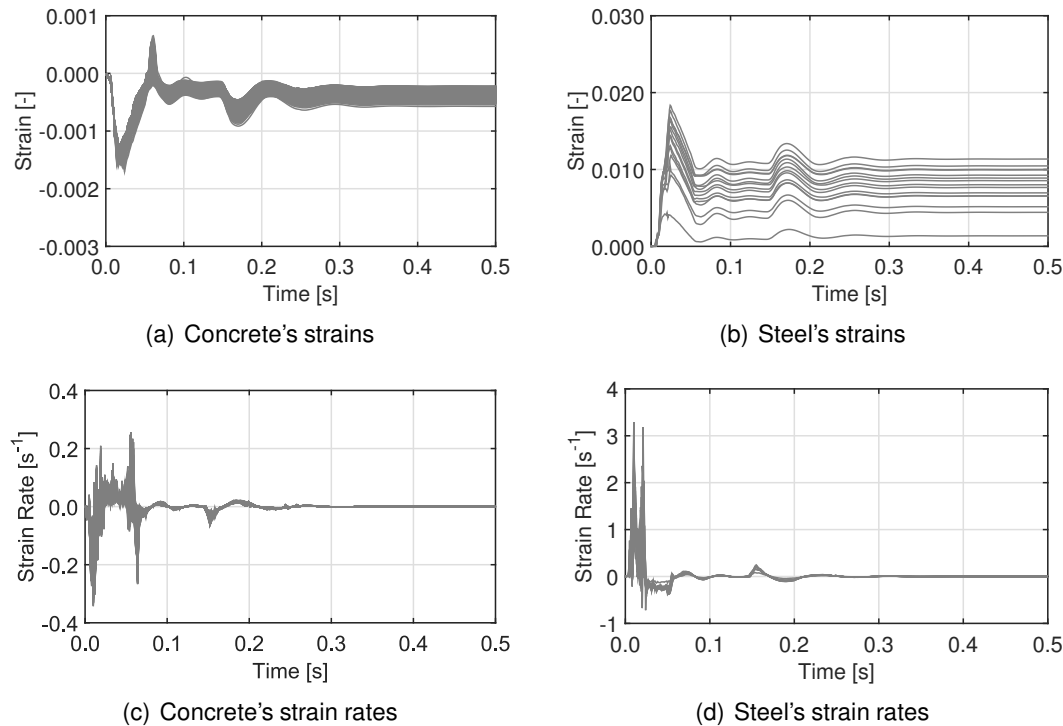 0.001
0.000
-0.001
-0.002
-0.003
Strain [-]
0.0 0.1 0.2 0.3 0.4 0.5
Time [s]
(a) Concrete's strains
0.030
0.020
0.010
0.000
Strain [-]
0.0 0.1 0.2 0.3 0.4 0.5
Time [s]
(b) Steel's strains
0.4
0.2
0.0
-0.2
-0.4
Strain Rate [s-1]
0.0 0.1 0.2 0.3 0.4 0.5
Time [s]
(c) Concrete's strain rates
4
3
2
1
0
-1
Strain Rate [s-1]
0.0 0.1 0.2 0.3 0.4 0.5
Time [s]
(d) Steel's strain rates